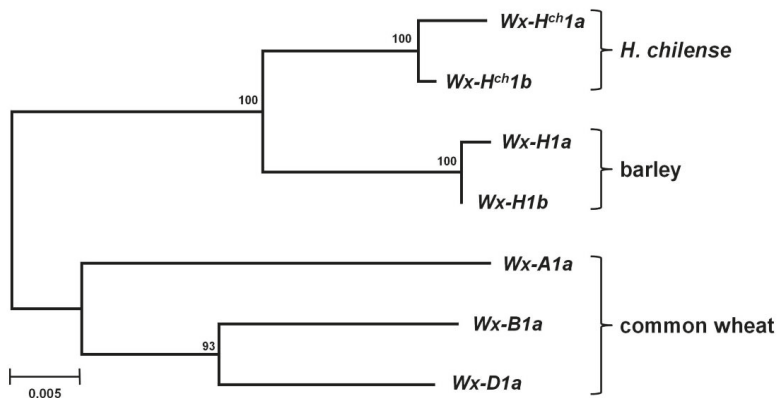 100
Wx-Hᶜʰ1a
H. chilense
Wx-Hᶜʰ1b
100
Wx-H1a
100
barley
Wx-H1b
Wx-A1a
Wx-B1a
common wheat
93
Wx-D1a
0.005